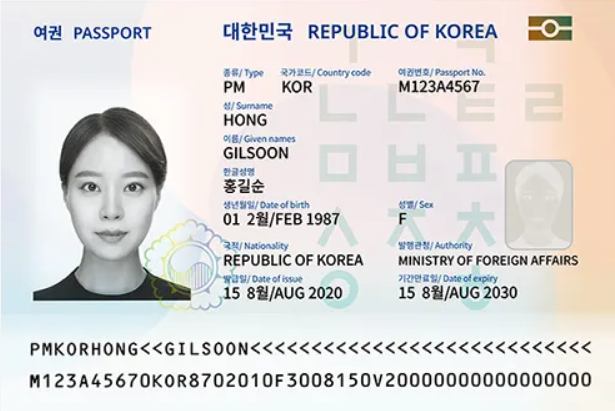 여권 PASSPORT 대한민국 REPUBLIC OF KOREA
종류/ Type 국가코드/ Country code 여권번호/ Passport No.
PM KOR M123A4567
성/ Surname
HONG
이름/ Given names
GILSOON
한글성명
홍길순
생년월일/ Date of birth 성별/ Sex
01 2월/FEB 1987 F
국적/ Nationality 발행관청/ Authority
REPUBLIC OF KOREA MINISTRY OF FOREIGN AFFAIRS
발급일/ Date of issue 기간만료일/ Date of expiry
15 8월/AUG 2020 15 8월/AUG 2030
PMKORHONG<<GILSOON<<<<<<<<<<<<<<<<<<<<<<<<<<
M123A45670KOR8702010F3008150V20000000000000000